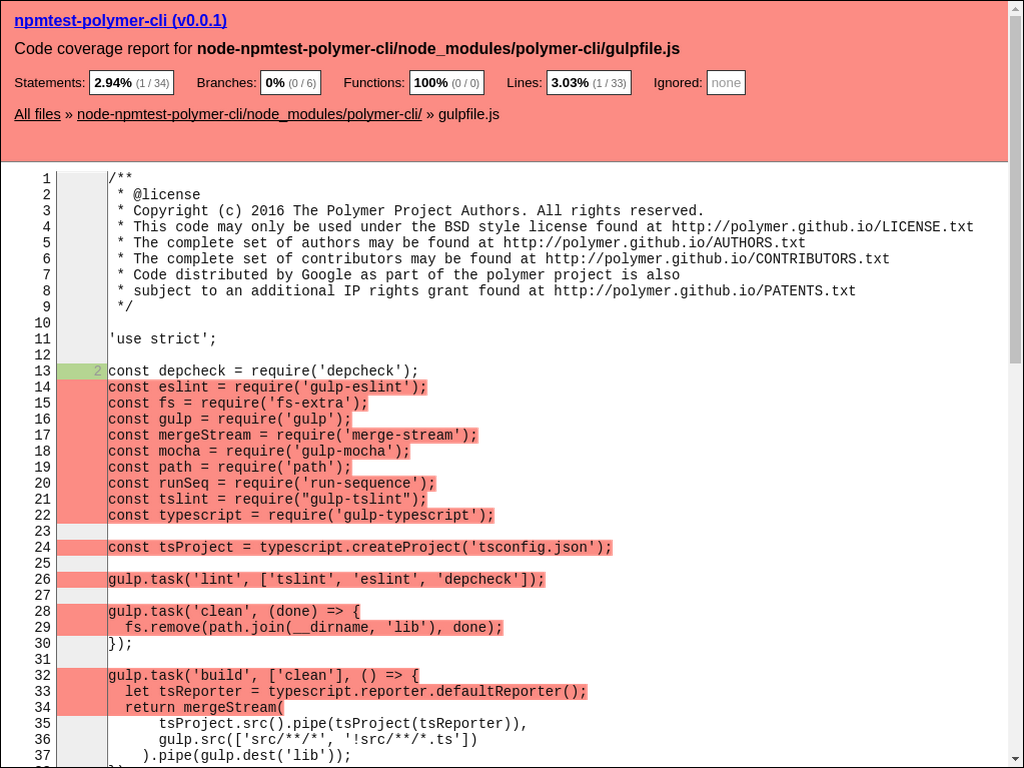 npmtest-polymer-cli (v0.0.1)
Code coverage report for node-npmtest-polymer-cli/node_modules/polymer-cli/gulpfile.js
Statements: 2.94% (1 / 34) Branches: 0% (0 / 6) Functions: 100% (0 / 0) Lines: 3.03% (1 / 33) Ignored: none
All files » node-npmtest-polymer-cli/node_modules/polymer-cli/ » gulpfile.js
1 /**
2  * @license
3  * Copyright (c) 2016 The Polymer Project Authors. All rights reserved.
4  * This code may only be used under the BSD style license found at http://polymer.github.io/LICENSE.txt
5  * The complete set of authors may be found at http://polymer.github.io/AUTHORS.txt
6  * The complete set of contributors may be found at http://polymer.github.io/CONTRIBUTORS.txt
7  * Code distributed by Google as part of the polymer project is also
8  * subject to an additional IP rights grant found at http://polymer.github.io/PATENTS.txt
9  */
10
11 'use strict';
12
13 2 const depcheck = require('depcheck');
14 const eslint = require('gulp-eslint');
15 const fs = require('fs-extra');
16 const gulp = require('gulp');
17 const mergeStream = require('merge-stream');
18 const mocha = require('gulp-mocha');
19 const path = require('path');
20 const runSeq = require('run-sequence');
21 const tslint = require("gulp-tslint");
22 const typescript = require('gulp-typescript');
23
24 const tsProject = typescript.createProject('tsconfig.json');
25
26 gulp.task('lint', ['tslint', 'eslint', 'depcheck']);
27
28 gulp.task('clean', (done) => {
29   fs.remove(path.join(__dirname, 'lib'), done);
30 });
31
32 gulp.task('build', ['clean'], () => {
33   let tsReporter = typescript.reporter.defaultReporter();
34   return mergeStream(
35       tsProject.src().pipe(tsProject(tsReporter)),
36       gulp.src(['src/**/*', '!src/**/*.ts'])
37     ).pipe(gulp.dest('lib'));